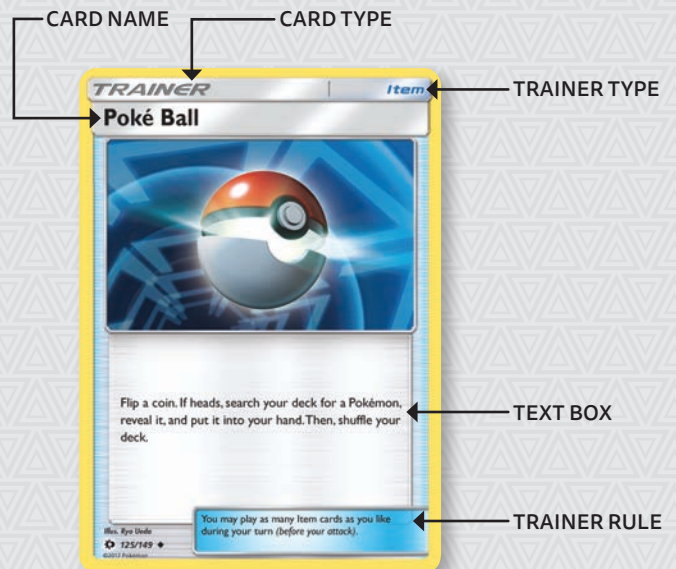 CARD NAME
CARD TYPE
TRAINER
Item
TRAINER TYPE
Poké Ball
Flip a coin. If heads, search your deck for a Pokémon,
reveal it, and put it into your hand. Then, shuffle your
deck.
TEXT BOX
You may play as many Item cards as you like
during your turn (before your attack).
TRAINER RULE
Illus. Ryo Ueda
125/149
©2017 Pokémon